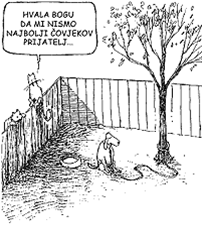 HVALA BOGU
DA MI NISMO
NAJBOLJI ČOVJEKOV
PRIJATELJ...